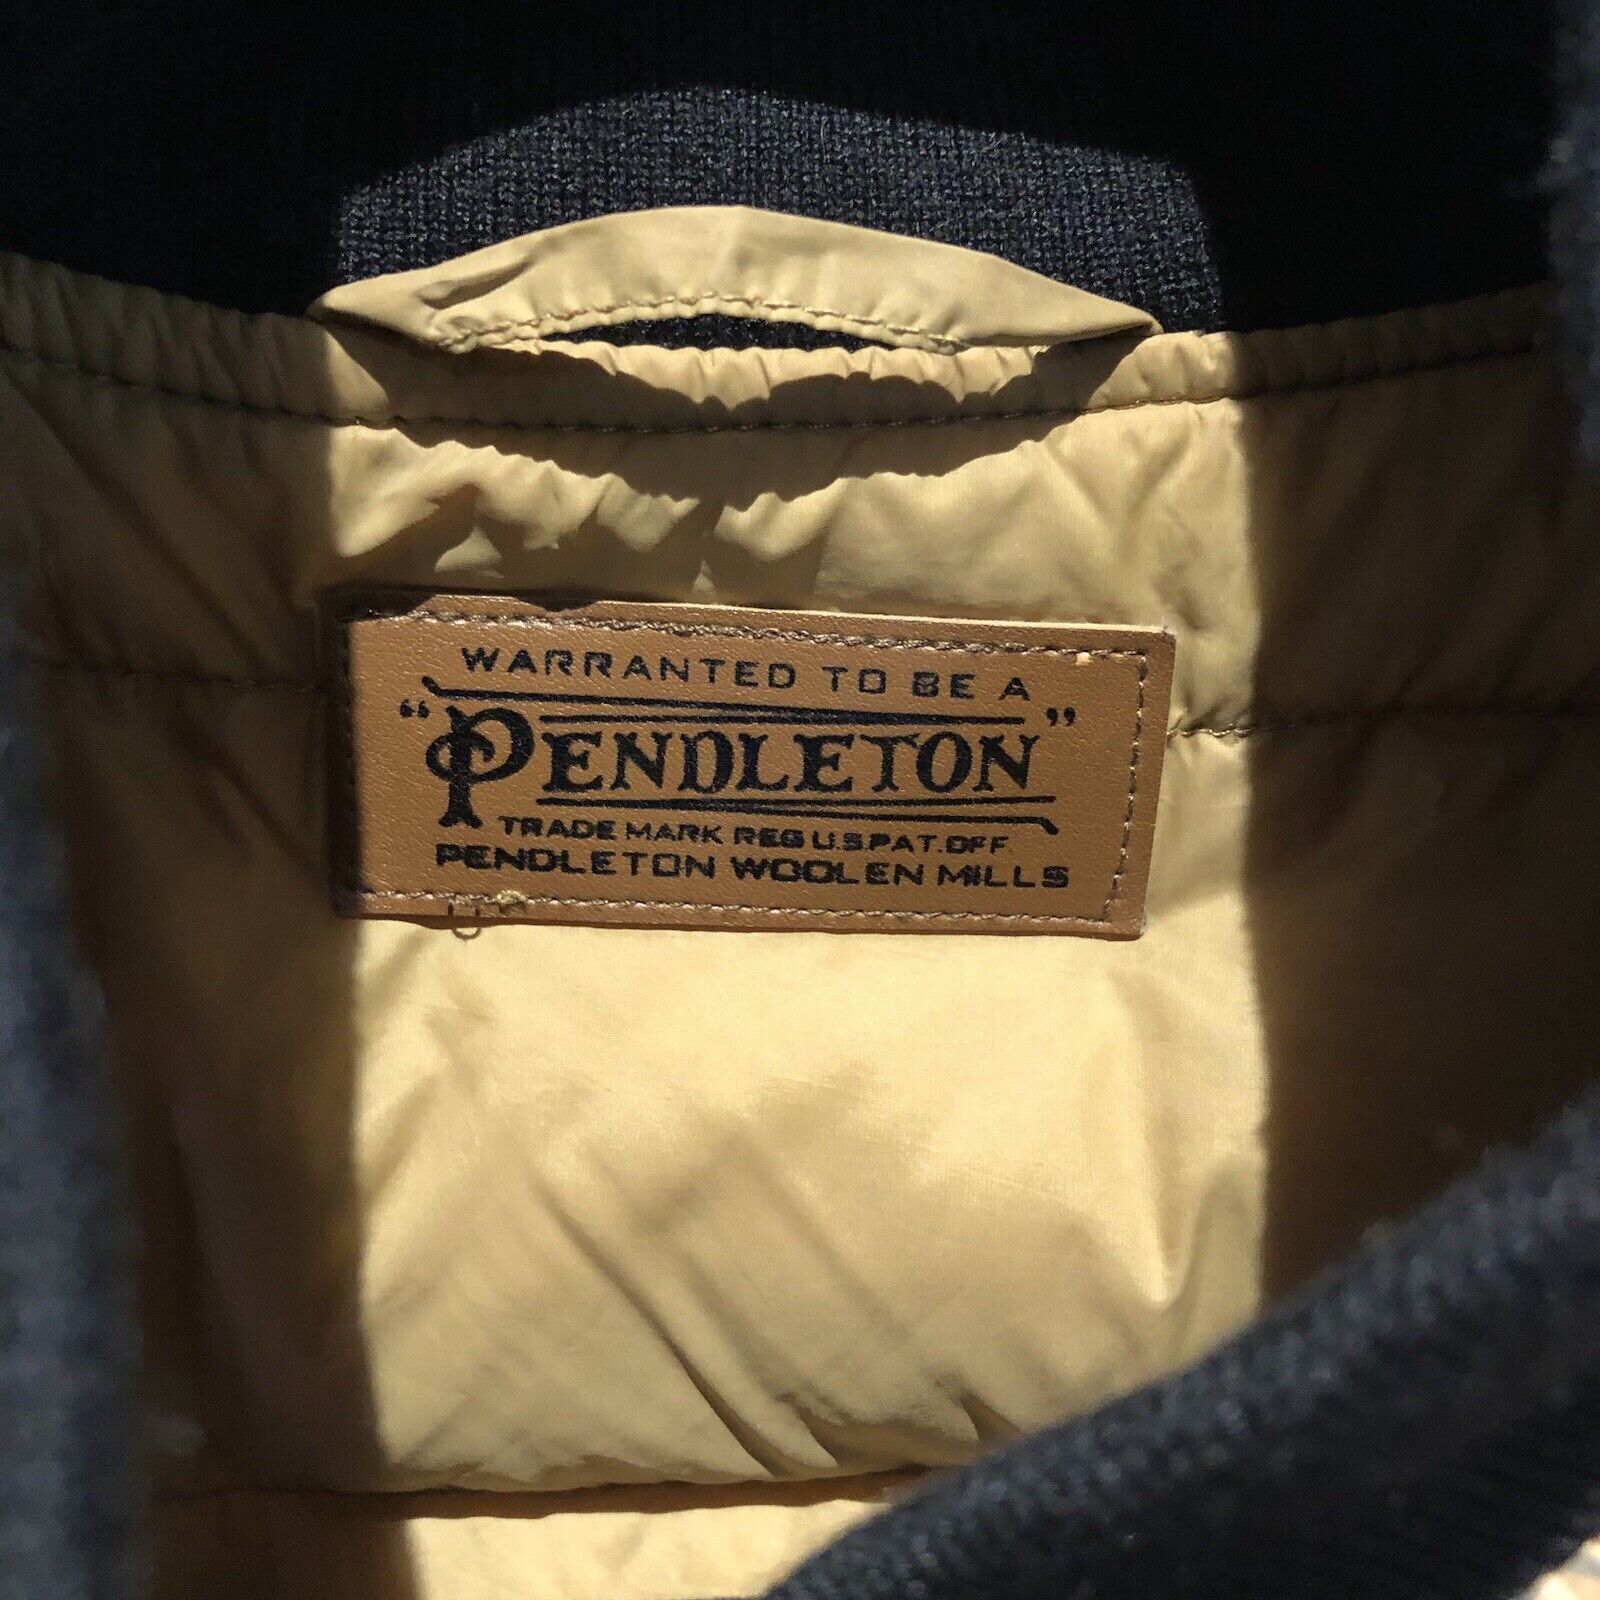 WARRANTED TO BE A
"PENDLETON"
TRADE MARK REG U.S.PAT.OFF.
PENDLETON WOOLEN MILLS